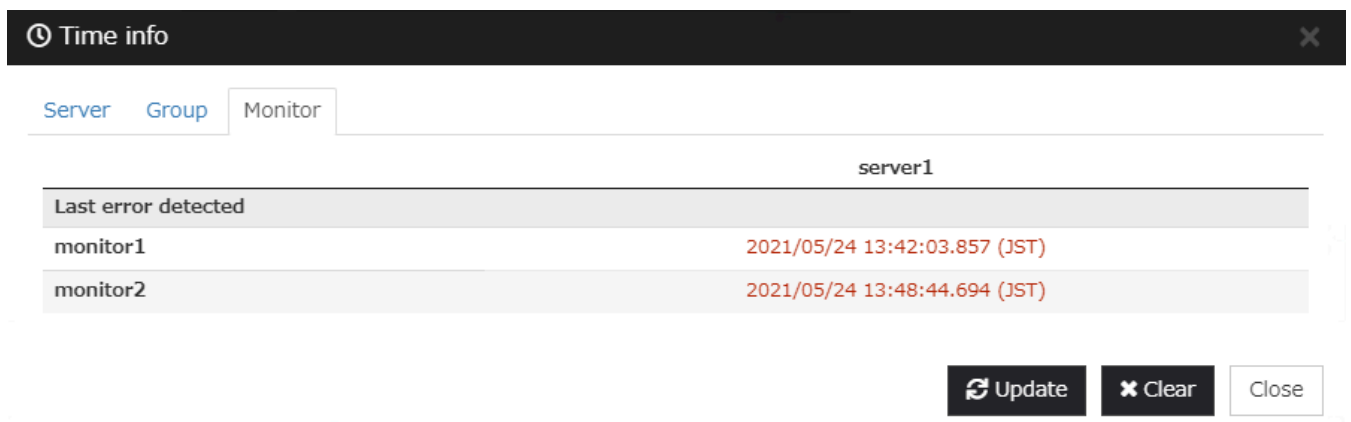 Time info
Server Group Monitor
server1
Last error detected
monitor1 2021/05/24 13:42:03.857 (JST)
monitor2 2021/05/24 13:48:44.694 (JST)
Update Clear Close